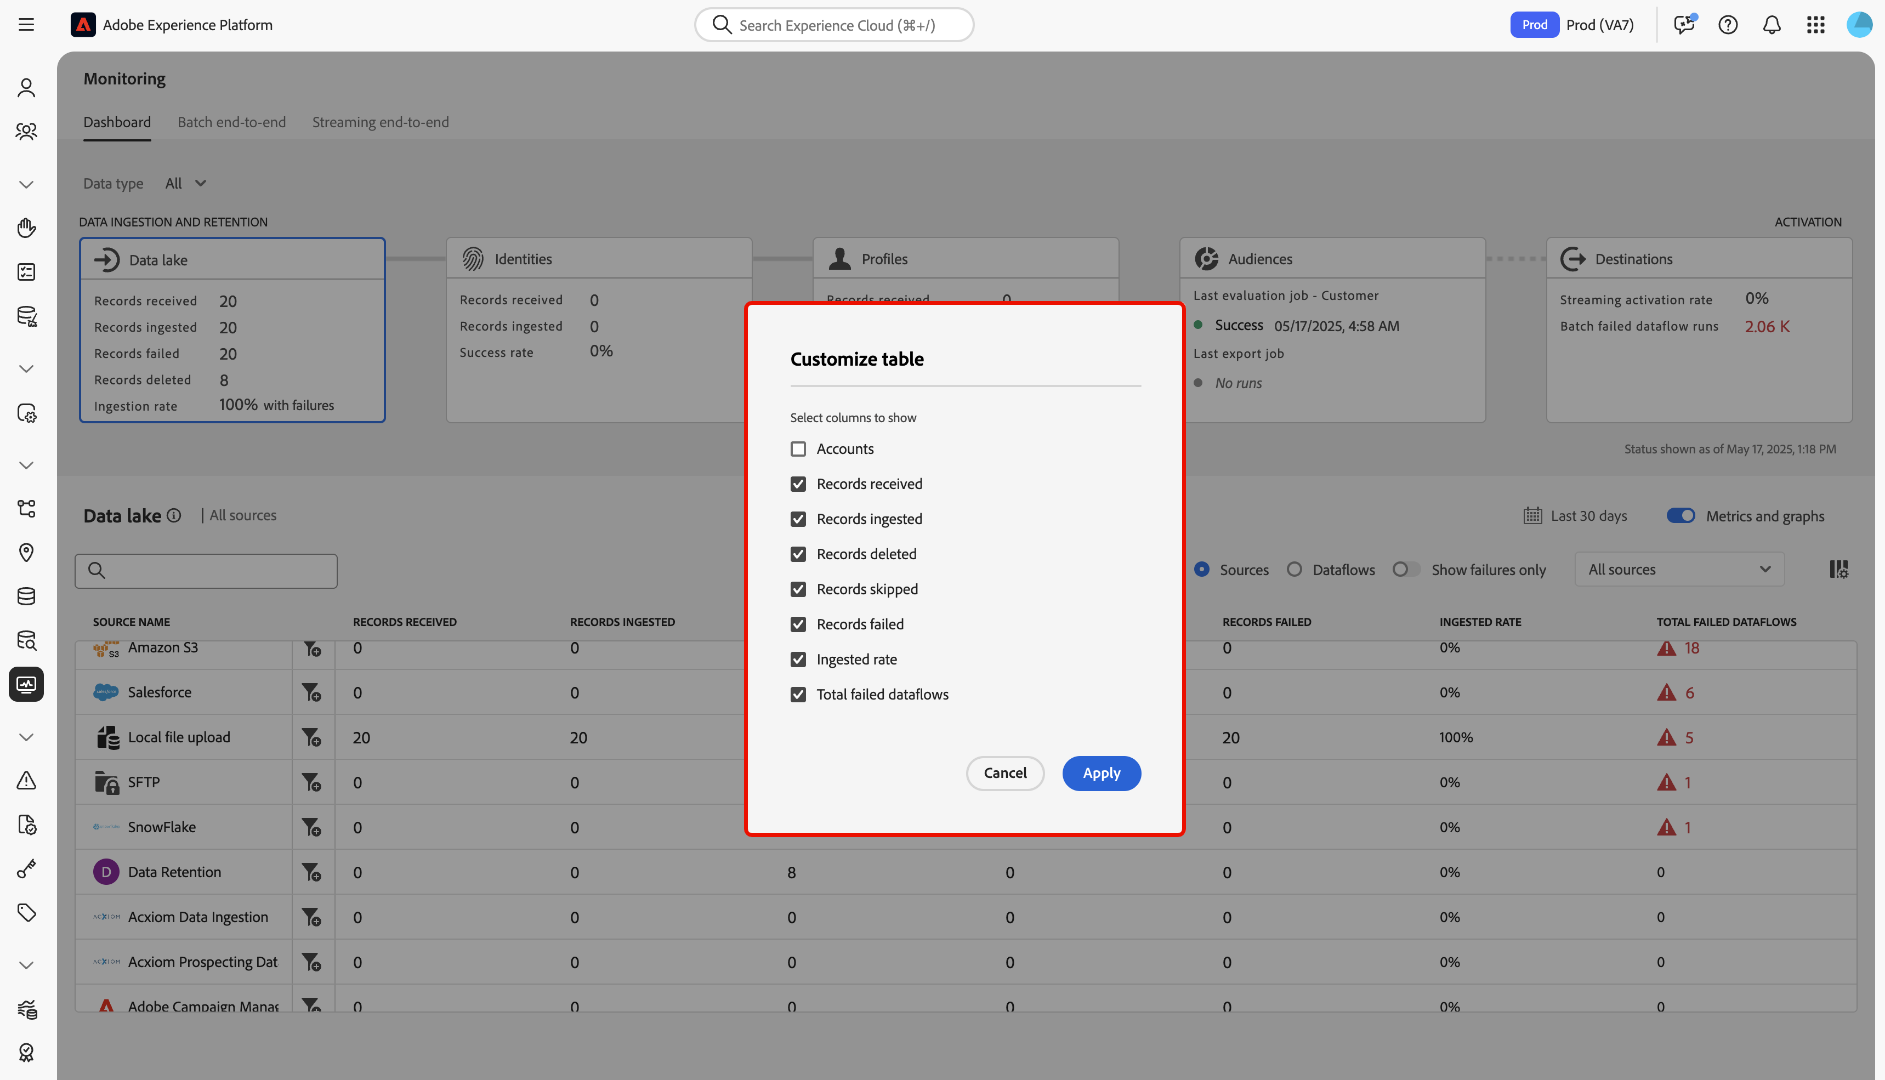 Adobe Experience Platform
Search Experience Cloud (⌘+/)
Prod
Prod (VA7)
Monitoring
Dashboard
Batch end-to-end
Streaming end-to-end
Data type
All
DATA INGESTION AND RETENTION
ACTIVATION
Data lake
Records received 20
Records ingested 20
Records failed 20
Records deleted 8
Ingestion rate 100% with failures
Identities
Records received 0
Records ingested 0
Success rate 0%
Profiles
Records received 0
Audiences
Last evaluation job - Customer
Success 05/17/2025, 4:58 AM
Last export job
No runs
Destinations
Streaming activation rate 0%
Batch failed dataflow runs 2.06 K
Status shown as of May 17, 2025, 1:18 PM
Customize table
Select columns to show
Accounts
Records received
Records ingested
Records deleted
Records skipped
Records failed
Ingested rate
Total failed dataflows
Cancel
Apply
Data lake | All sources
Last 30 days
Metrics and graphs
Sources
Dataflows
Show failures only
All sources
SOURCE NAME RECORDS RECEIVED RECORDS INGESTED RECORDS FAILED INGESTED RATE TOTAL FAILED DATAFLOWS
S3 Amazon S3 0 0 0 0% 18
Salesforce 0 0 0 0% 6
Local file upload 20 20 20 100% 5
SFTP 0 0 0 0% 1
SnowFlake 0 0 0 0% 1
D Data Retention 0 0 8 0 0 0% 0
ACXIOM Acxiom Data Ingestion 0 0 0 0 0 0% 0
ACXIOM Acxiom Prospecting Dat 0 0 0 0 0 0% 0
Adobe Campaign Manag 0 0 0 0 0 0% 0